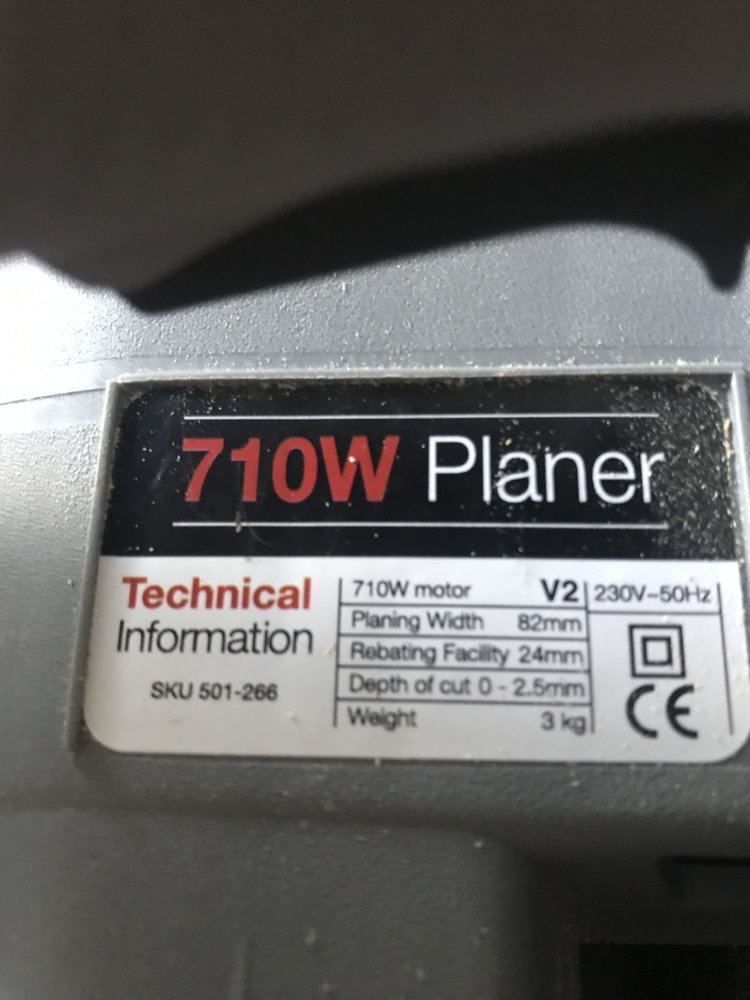 710W Planer
Technical
Information
SKU 501-266
710W motor V2
Planing Width 82mm
Rebating Facility 24mm
Depth of cut 0 - 2.5mm
Weight 3 kg
230V~50Hz
CE